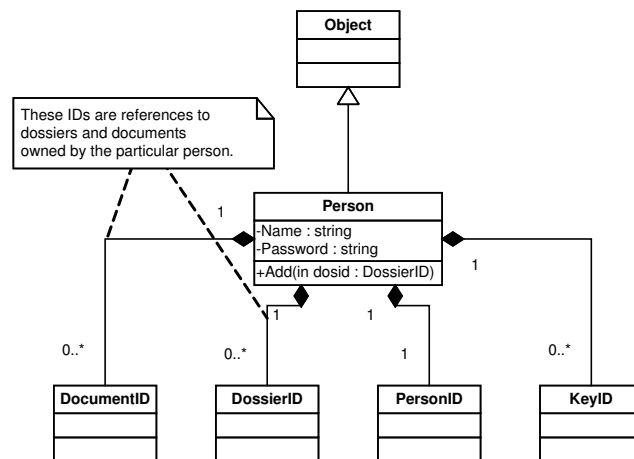 Object
These IDs are references to
dossiers and documents
owned by the particular person.
Person
-Name : string
-Password : string
+Add(in dosid : DossierID)
1
1
1
1
0..*
0..*
1
0..*
DocumentID
DossierID
PersonID
KeyID